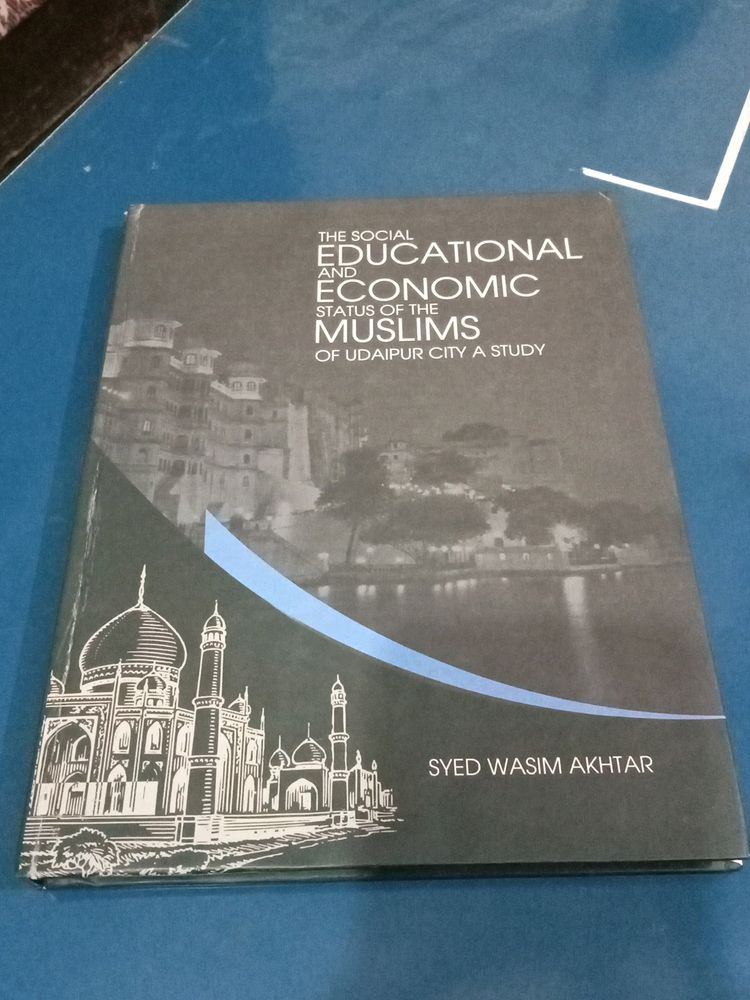 THE SOCIAL
EDUCATIONAL
AND
ECONOMIC
STATUS OF THE
MUSLIMS
OF UDAIPUR CITY A STUDY
SYED WASIM AKHTAR